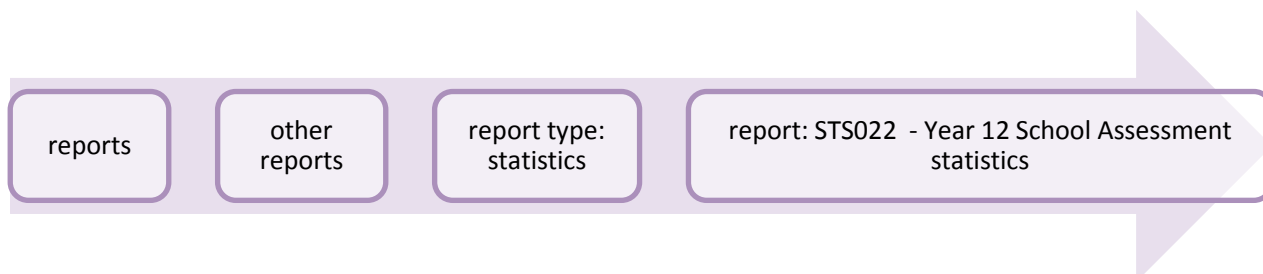 reports
other
reports
report type:
statistics
report: STS022  - Year 12 School Assessment
statistics